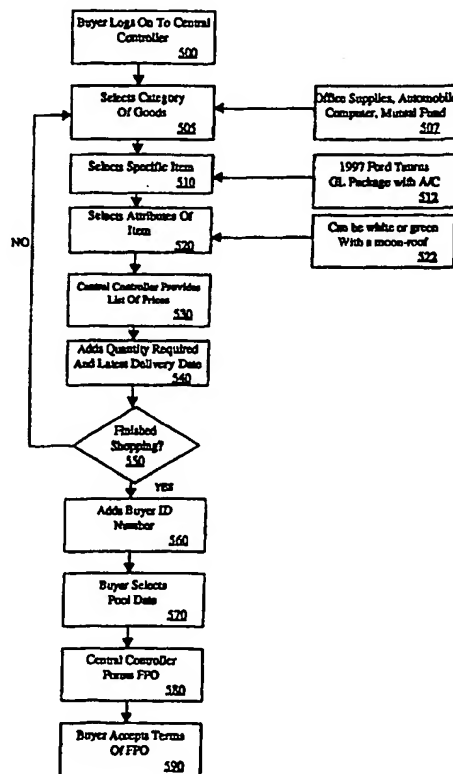 Buyer Logs On To Central
Controller
500
Selects Category
Of Goods
505
Office Supplies, Automobile
Computer, Mutual Fund
507
Selects Specific Item
510
1997 Ford Taurus
GL Package with A/C
512
NO
Selects Attributes Of
Item
520
Can be white or green
With a moon-roof
522
Central Controller Provides
List Of Prices
530
Adds Quantity Required
And Latest Delivery Date
540
Finished
Shopping?
550
YES
Adds Buyer ID
Number
560
Buyer Selects
Pool Date
570
Central Controller
Forms FPO
580
Buyer Accepts Terms
Of FPO
590